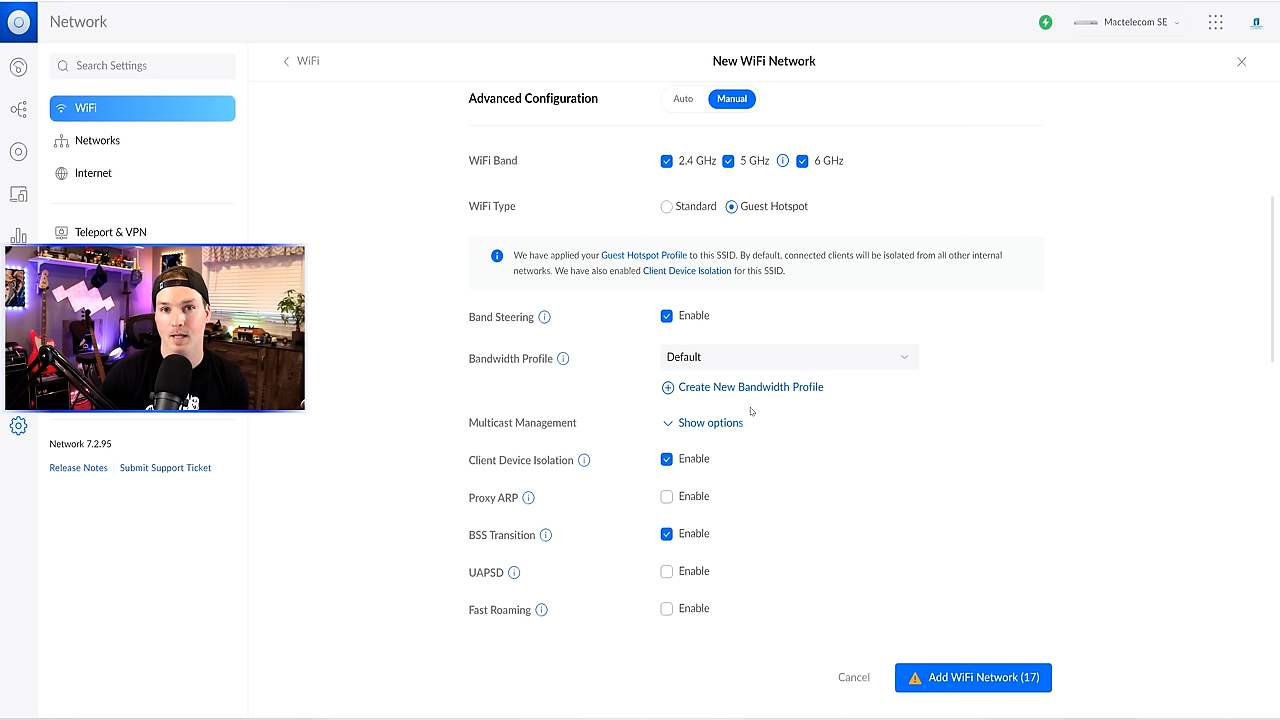 Network
Mactelecom SE
Search Settings
WiFi
Networks
Internet
Teleport & VPN
Network 7.2.95
Release Notes
Submit Support Ticket
WiFi
New WiFi Network
Advanced Configuration
Auto
Manual
WiFi Band
2.4 GHz
5 GHz
6 GHz
WiFi Type
Standard
Guest Hotspot
We have applied your Guest Hotspot Profile to this SSID. By default, connected clients will be isolated from all other internal
networks. We have also enabled Client Device Isolation for this SSID.
Band Steering
Enable
Bandwidth Profile
Default
Create New Bandwidth Profile
Multicast Management
Show options
Client Device Isolation
Enable
Proxy ARP
Enable
BSS Transition
Enable
UAPSD
Enable
Fast Roaming
Enable
Cancel
Add WiFi Network (17)